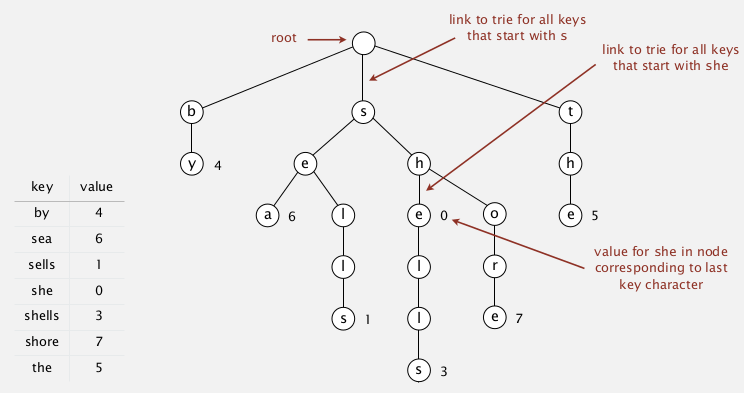 link to trie for all keys
that start with s
root
link to trie for all keys
that start with she
b
s
t
y 4
e
h
h
key value
by 4
sea 6
sells 1
she 0
shells 3
shore 7
the 5
a 6
l
e 0
o
e 5
value for she in node
corresponding to last
key character
l
l
r
s 1
l
e 7
s 3